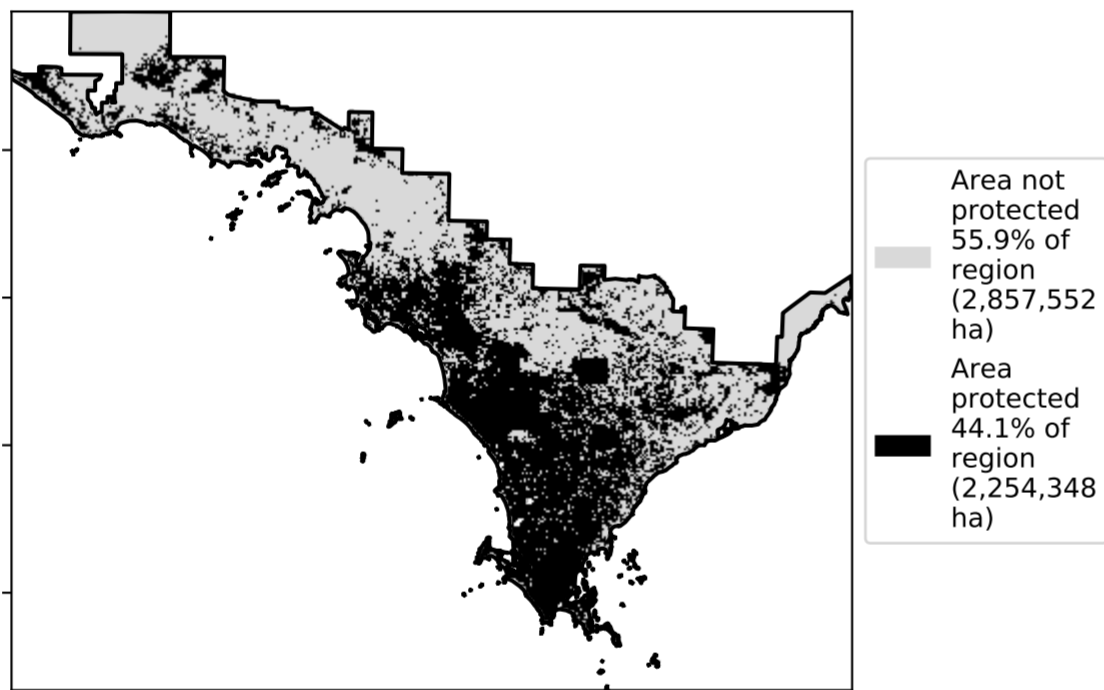 Area not
protected
55.9% of
region
(2,857,552
ha)
Area
protected
44.1% of
region
(2,254,348
ha)